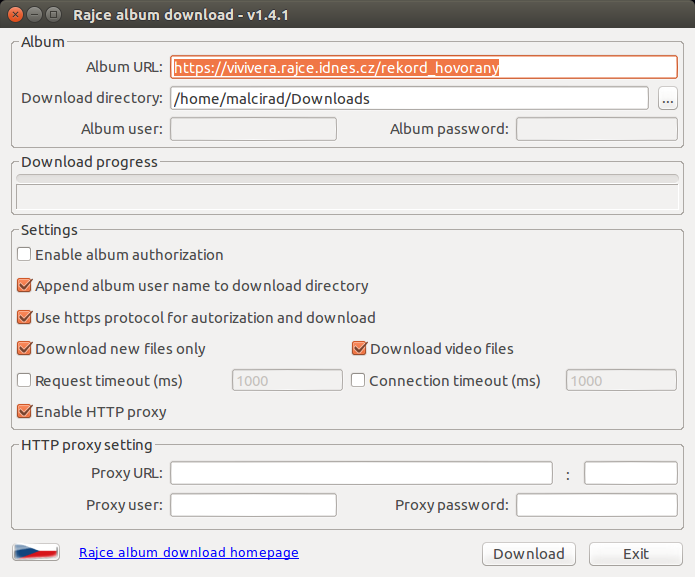 Rajce album download - v1.4.1
Album
Album URL: https://vivivera.rajce.idnes.cz/rekord_hovorany
Download directory: /home/malcirad/Downloads ...
Album user: Album password:
Download progress
Settings
Enable album authorization
Append album user name to download directory
Use https protocol for autorization and download
Download new files only Download video files
Request timeout (ms) 1000 Connection timeout (ms) 1000
Enable HTTP proxy
HTTP proxy setting
Proxy URL: :
Proxy user: Proxy password:
Rajce album download homepage Download Exit